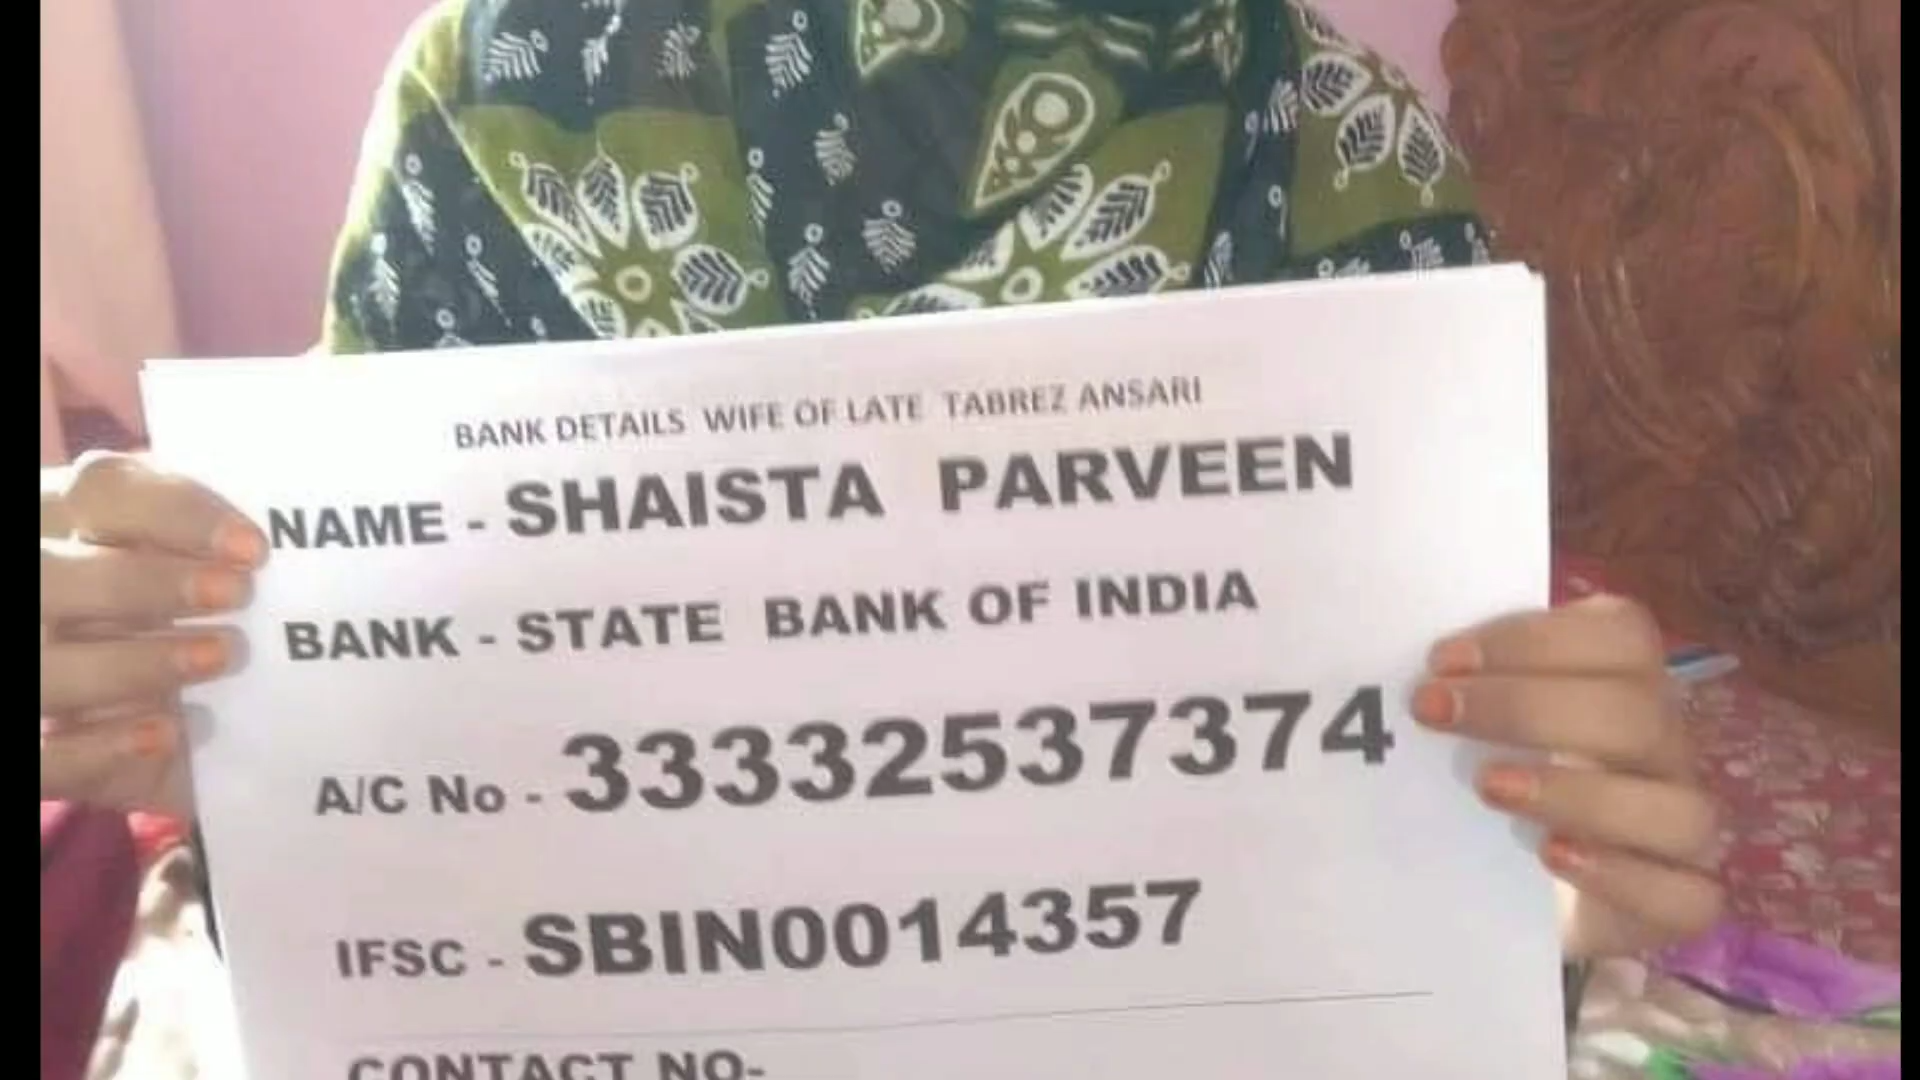 BANK DETAILS WIFE OF LATE TABREZ ANSARI
NAME - SHAISTA PARVEEN
BANK - STATE BANK OF INDIA
A/C No - 33332537374
IFSC - SBIN0014357
CONTACT NO-